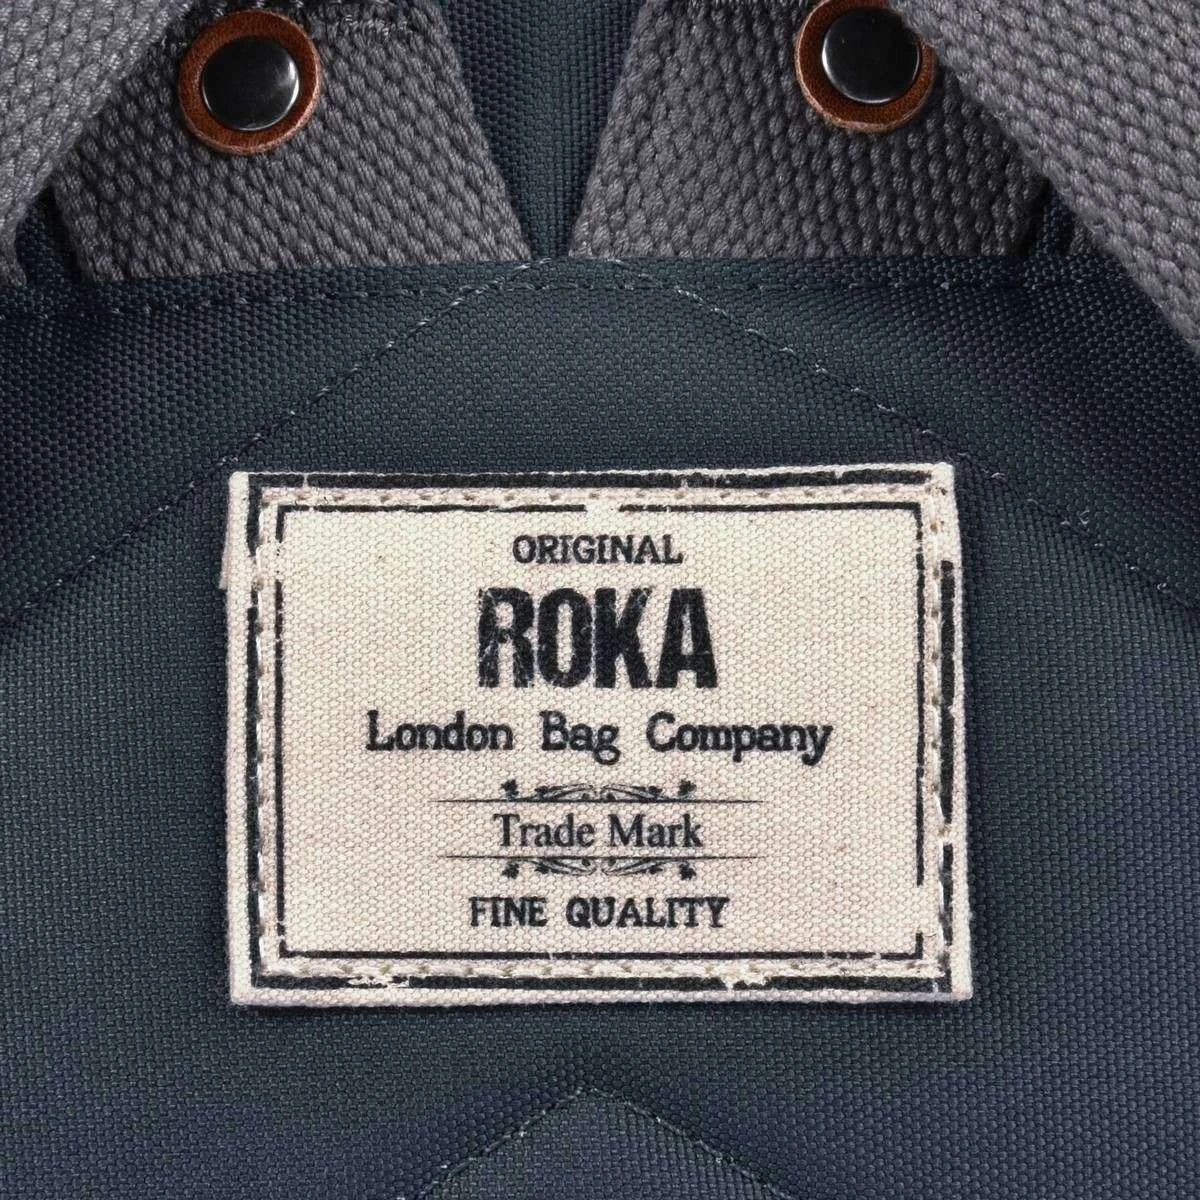 ORIGINAL
ROKA
London Bag Company
Trade Mark
FINE QUALITY